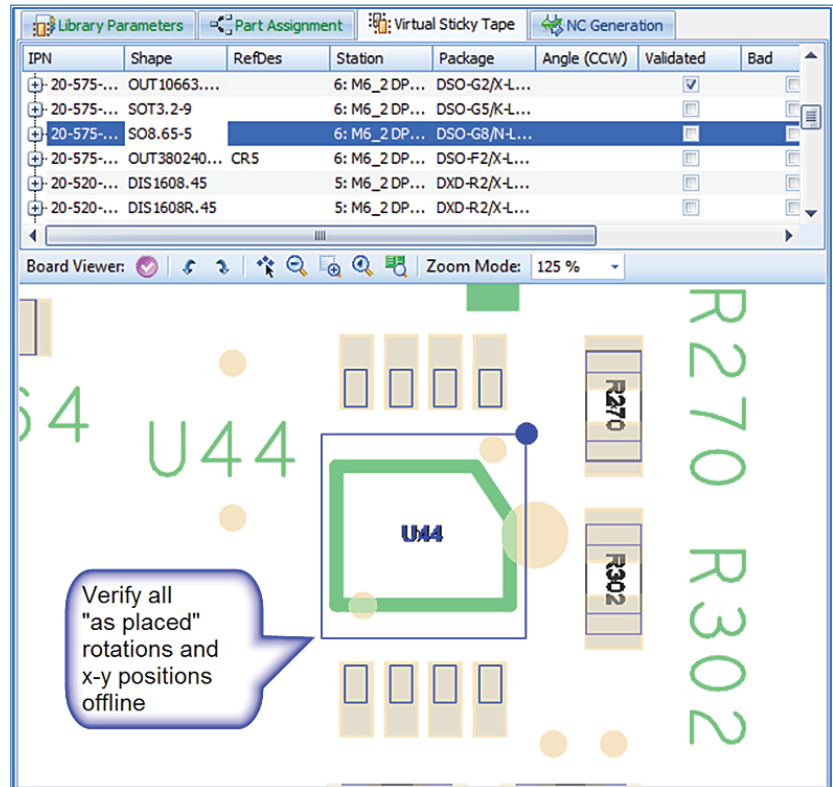 Library Parameters Part Assignment Virtual Sticky Tape NC Generation
IPN Shape RefDes Station Package Angle (CCW) Validated Bad
20-575-... OUT10663.... 6: M6_2 DP... DSO-G2/X-L...
20-575-... SOT3.2-9 6: M6_2 DP... DSO-G5/K-L...
20-575-... SO8.65-5 6: M6_2 DP... DSO-G8/N-L...
20-575-... OUT380240... CR5 6: M6_2 DP... DSO-F2/X-L...
20-520-... DIS1608.45 5: M6_2 DP... DXD-R2/X-L...
20-520-... DIS1608R.45 5: M6_2 DP... DXD-R2/X-L...
Board Viewer: Zoom Mode: 125 %
64
U44
U44
R270
R302
R270 R302
Verify all
"as placed"
rotations and
x-y positions
offline